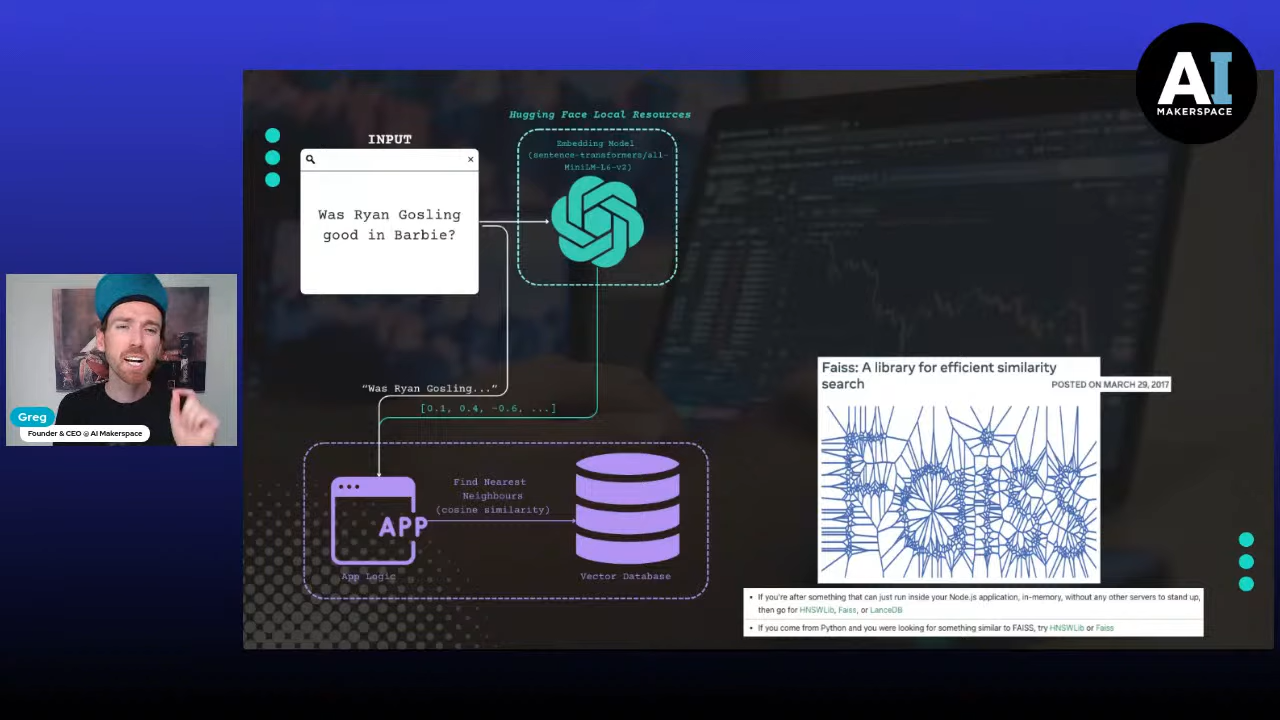 AI
MAKERSPACE
Hugging Face Local Resources
INPUT
Embedding Model
(sentence-transformers/all-
MiniLM-L6-v2)
Was Ryan Gosling
good in Barbie?
"Was Ryan Gosling..."
[0.1, 0.4, -0.6, ...]
Find Nearest
Neighbours
(cosine similarity)
APP
App Logic
Vector Database
Greg
Founder & CEO @ AI Makerspace
Faiss: A library for efficient similarity
search
POSTED ON MARCH 29, 2017
Faiss
• If you're after something that can just run inside your Node.js application, in-memory, without any other servers to stand up,
then go for HNSWLib, Faiss, or LanceDB
• If you come from Python and you were looking for something similar to FAISS, try HNSWLib or Faiss